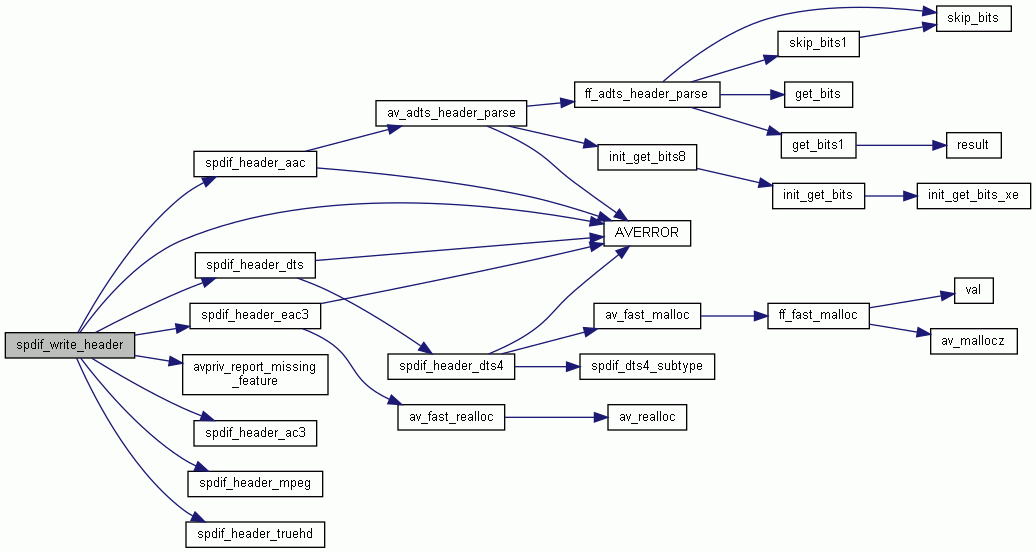 skip_bits
skip_bits1
ff_adts_header_parse
get_bits
av_adts_header_parse
get_bits1
result
init_get_bits8
spdif_header_aac
init_get_bits
init_get_bits_xe
AVERROR
spdif_header_dts
val
spdif_header_eac3
av_fast_malloc
ff_fast_malloc
av_mallocz
spdif_write_header
avpriv_report_missing
_feature
spdif_header_dts4
spdif_dts4_subtype
av_fast_realloc
av_realloc
spdif_header_ac3
spdif_header_mpeg
spdif_header_truehd